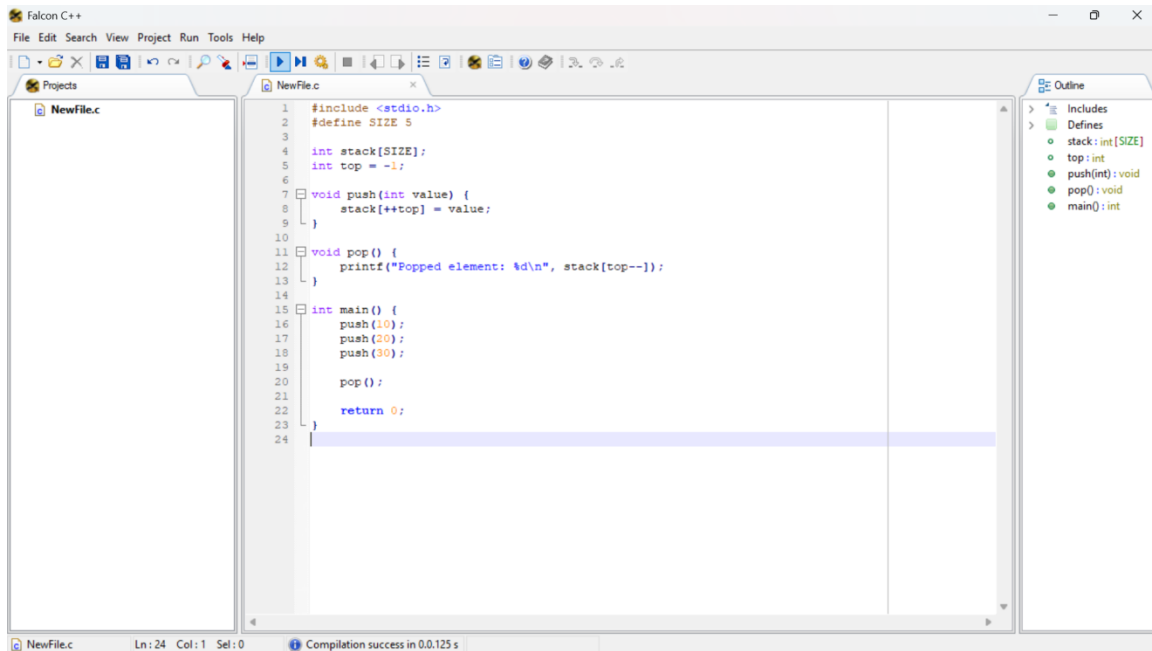 Falcon C++
File Edit Search View Project Run Tools Help
Projects
NewFile.c
NewFile.c
1 #include <stdio.h>
2 #define SIZE 5
3
4 int stack[SIZE];
5 int top = -1;
6
7 void push(int value) {
8 stack[++top] = value;
9 }
10
11 void pop() {
12 printf("Popped element: %d\n", stack[top--]);
13 }
14
15 int main() {
16 push(10);
17 push(20);
18 push(30);
19
20 pop();
21
22 return 0;
23 }
24
Outline
Includes
Defines
stack : int [SIZE]
top : int
push(int) : void
pop() : void
main() : int
NewFile.c Ln : 24 Col : 1 Sel : 0 Compilation success in 0.0.125 s